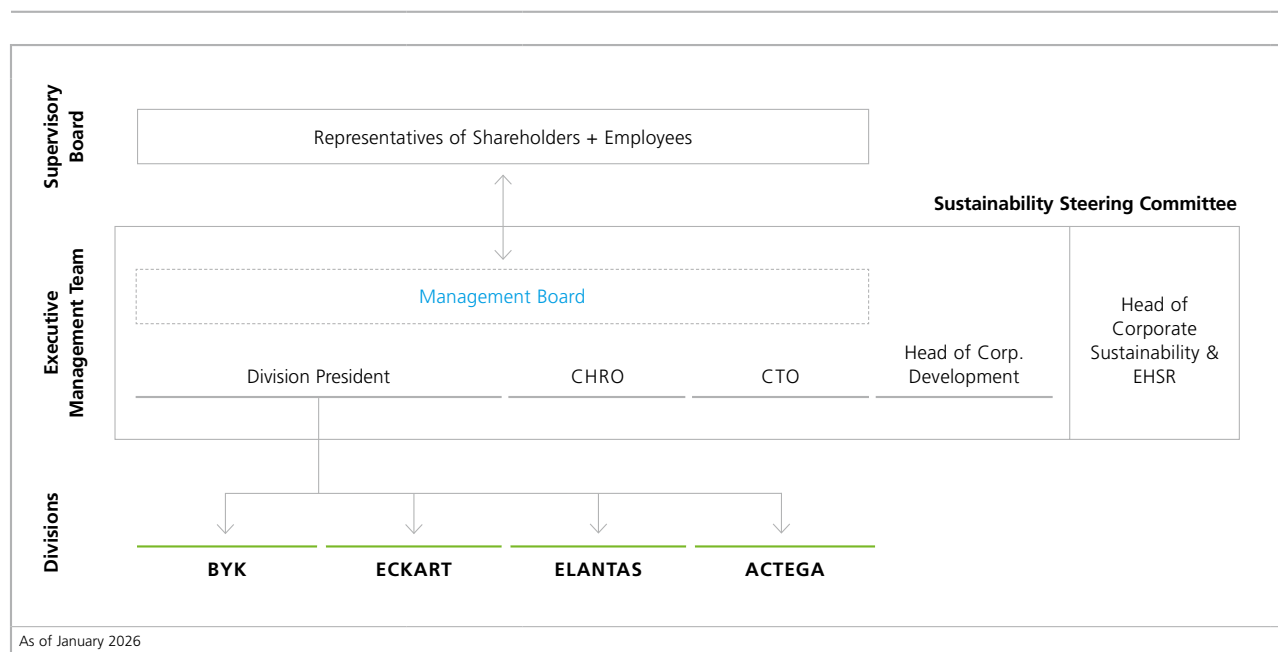 Supervisory
Board
Representatives of Shareholders + Employees
Sustainability Steering Committee
Executive
Management Team
Management Board
Division President
CHRO
CTO
Head of Corp.
Development
Head of
Corporate
Sustainability &
EHSR
Divisions
BYK
ECKART
ELANTAS
ACTEGA
As of January 2026